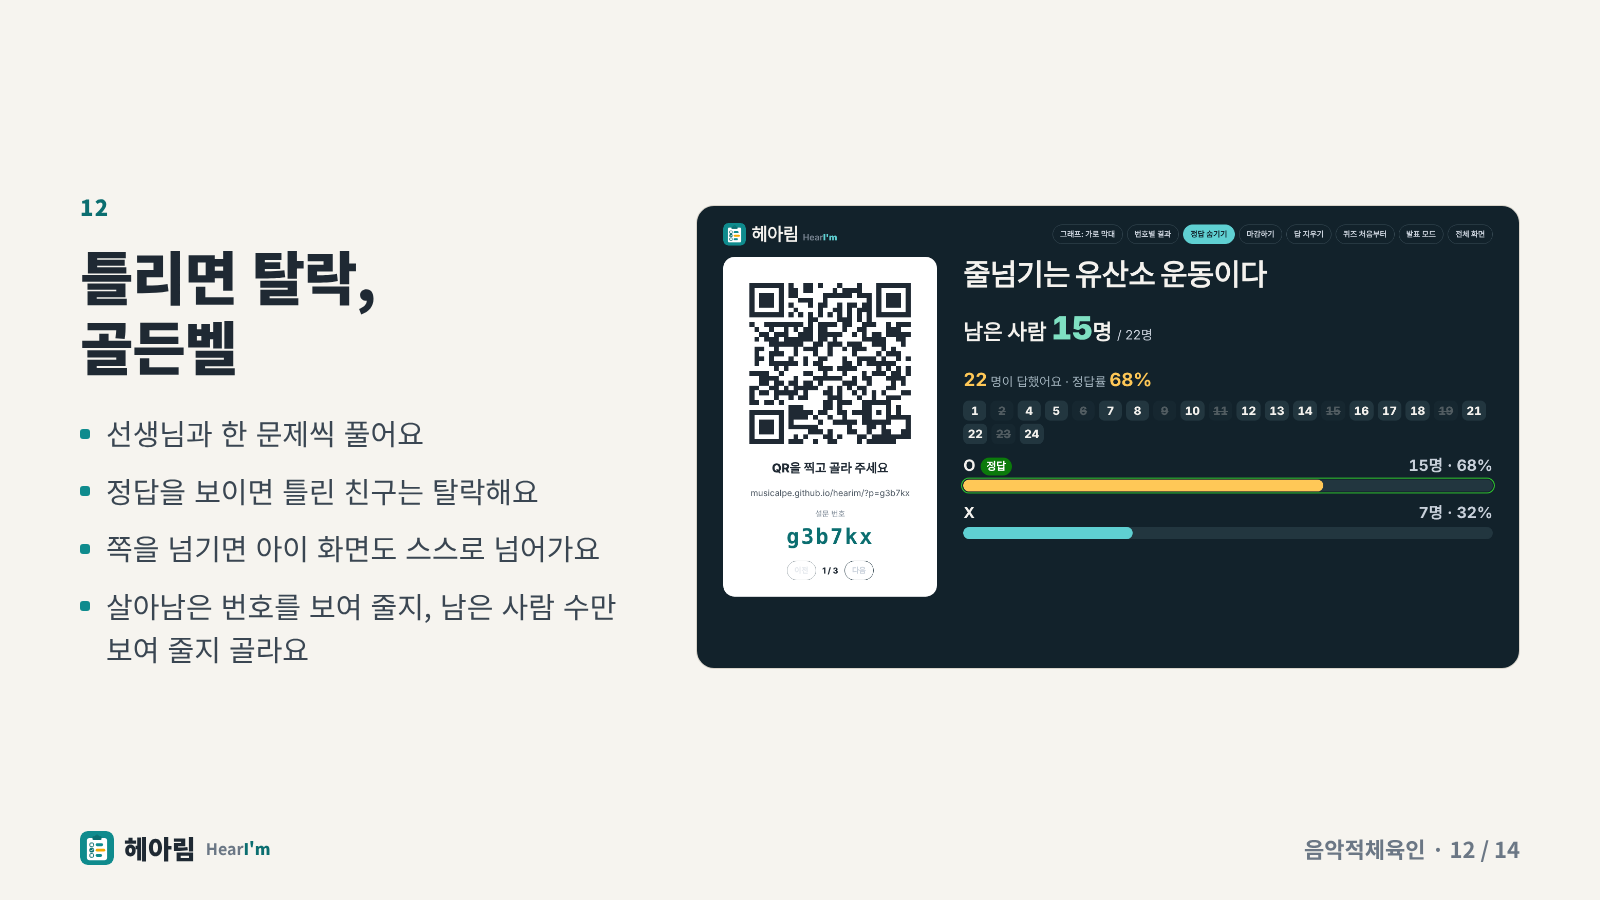 12
틀리면 탈락,
골든벨
선생님과 한 문제씩 풀어요
정답을 보이면 틀린 친구는 탈락해요
쪽을 넘기면 아이 화면도 스스로 넘어가요
살아남은 번호를 보여 줄지, 남은 사람 수만
보여 줄지 골라요
헤아림 HearI'm
그래프: 가로 막대 번호별 결과 정답 숨기기 마감하기 답 지우기 퀴즈 처음부터 발표 모드 전체 화면
QR을 찍고 골라 주세요
musicalpe.github.io/hearim/?p=g3b7kx
설문 번호
g3b7kx
이전 1 / 3 다음
줄넘기는 유산소 운동이다
남은 사람 15명 / 22명
22 명이 답했어요 · 정답률 68%
1 2 4 5 6 7 8 9 10 11 12 13 14 15 16 17 18 19 21
22 23 24
O 정답 15명 · 68%
X 7명 · 32%
헤아림 HearI'm
음악적체육인 · 12 / 14